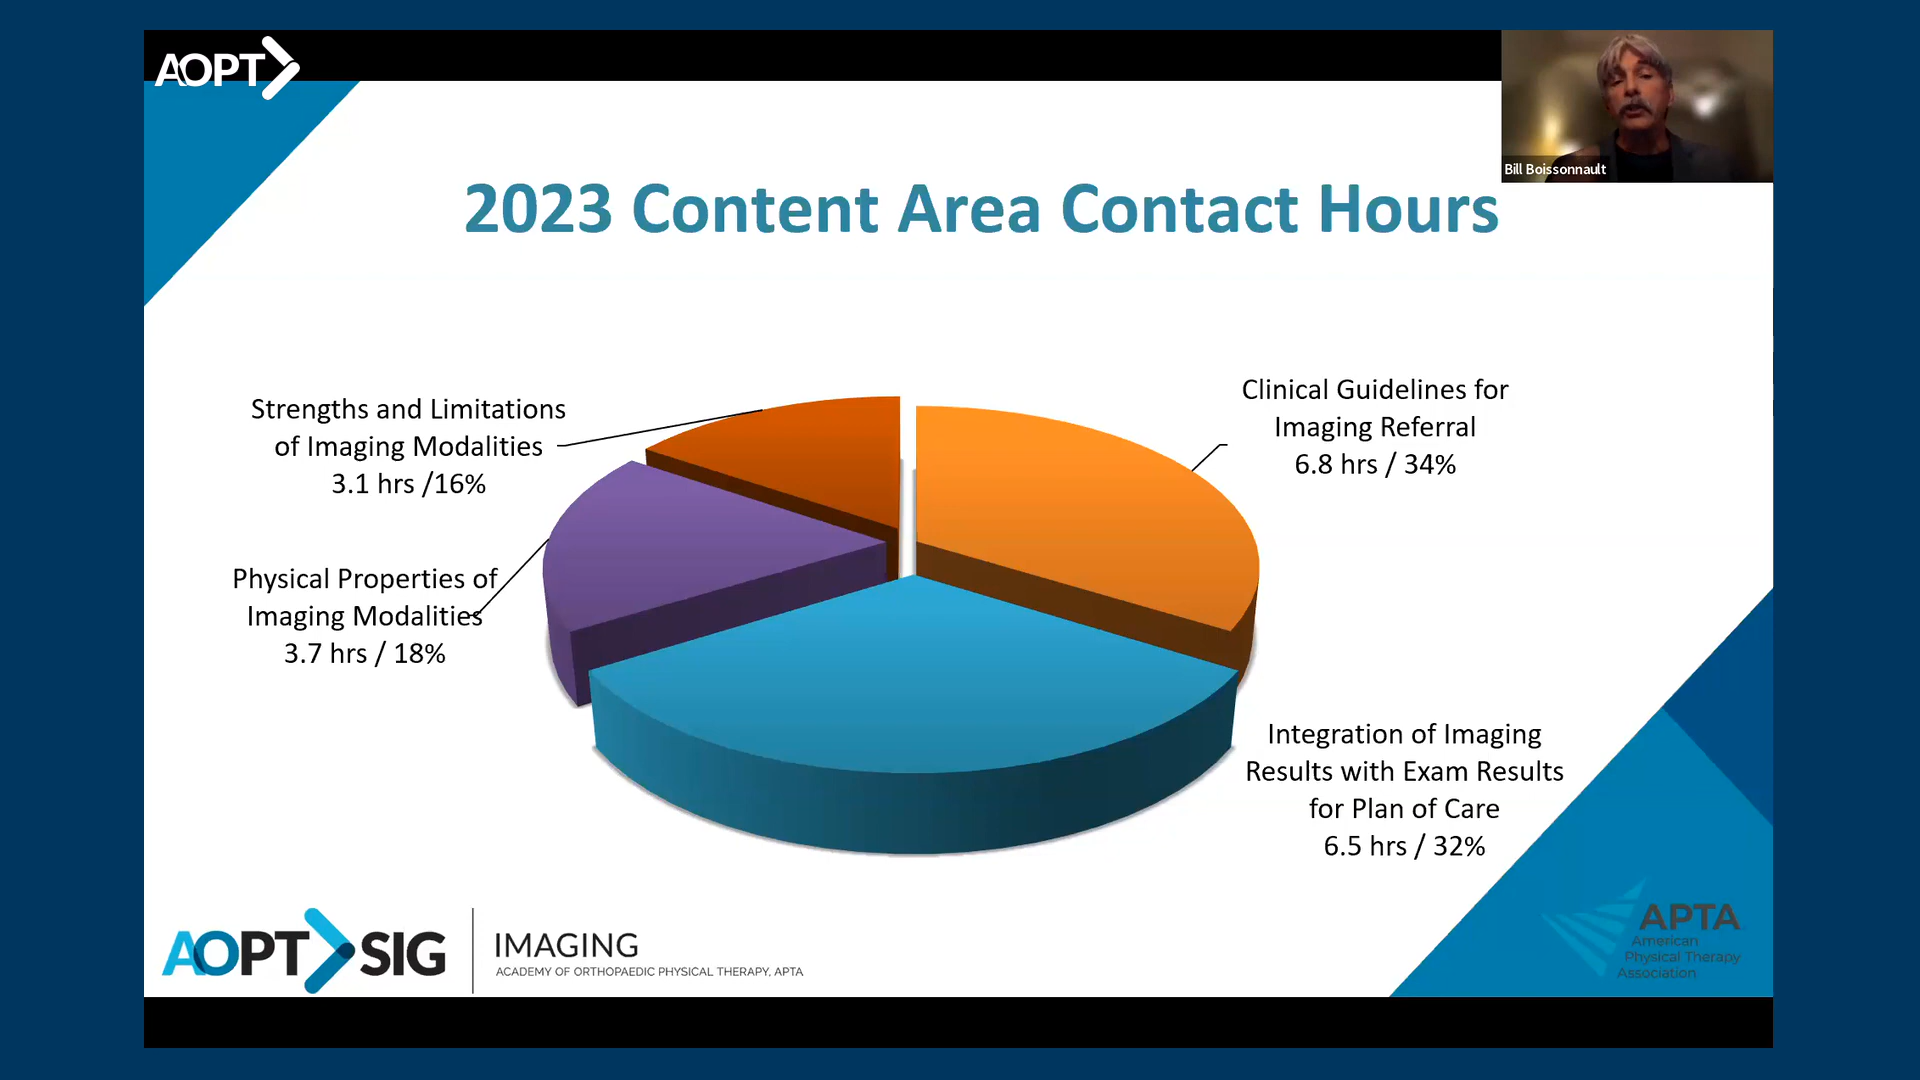 AOPT
Bill Boissonnault
2023 Content Area Contact Hours
Strengths and Limitations
of Imaging Modalities
3.1 hrs /16%
Clinical Guidelines for
Imaging Referral
6.8 hrs / 34%
Physical Properties of
Imaging Modalities
3.7 hrs / 18%
Integration of Imaging
Results with Exam Results
for Plan of Care
6.5 hrs / 32%
AOPT SIG
IMAGING
ACADEMY OF ORTHOPAEDIC PHYSICAL THERAPY, APTA
APTA
American
Physical Therapy
Association